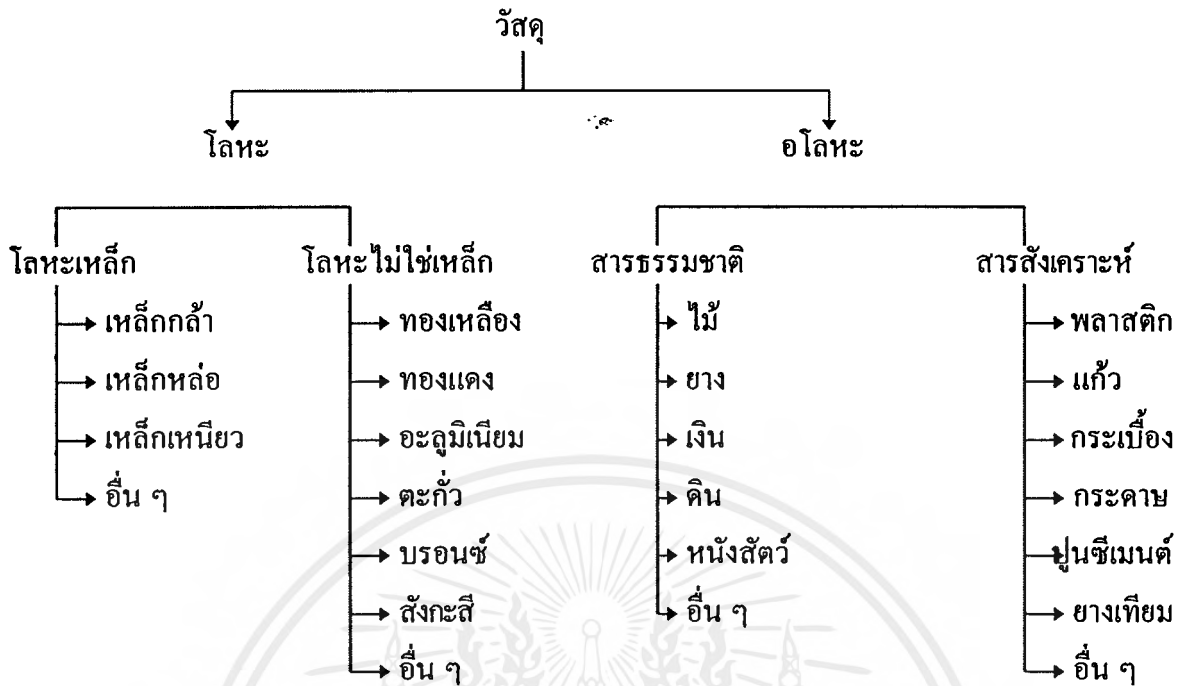 วัสดุ
โลหะ
อโลหะ
โลหะเหล็ก
เหล็กกล้า
เหล็กหล่อ
เหล็กเหนียว
อื่น ๆ
โลหะไม่ใช่เหล็ก
ทองเหลือง
ทองแดง
อะลูมิเนียม
ตะกั่ว
บรอนซ์
สังกะสี
อื่น ๆ
สารธรรมชาติ
ไม้
ยาง
เงิน
ดิน
หนังสัตว์
อื่น ๆ
สารสังเคราะห์
พลาสติก
แก้ว
กระเบื้อง
กระดาษ
ปูนซีเมนต์
ยางเทียม
อื่น ๆ